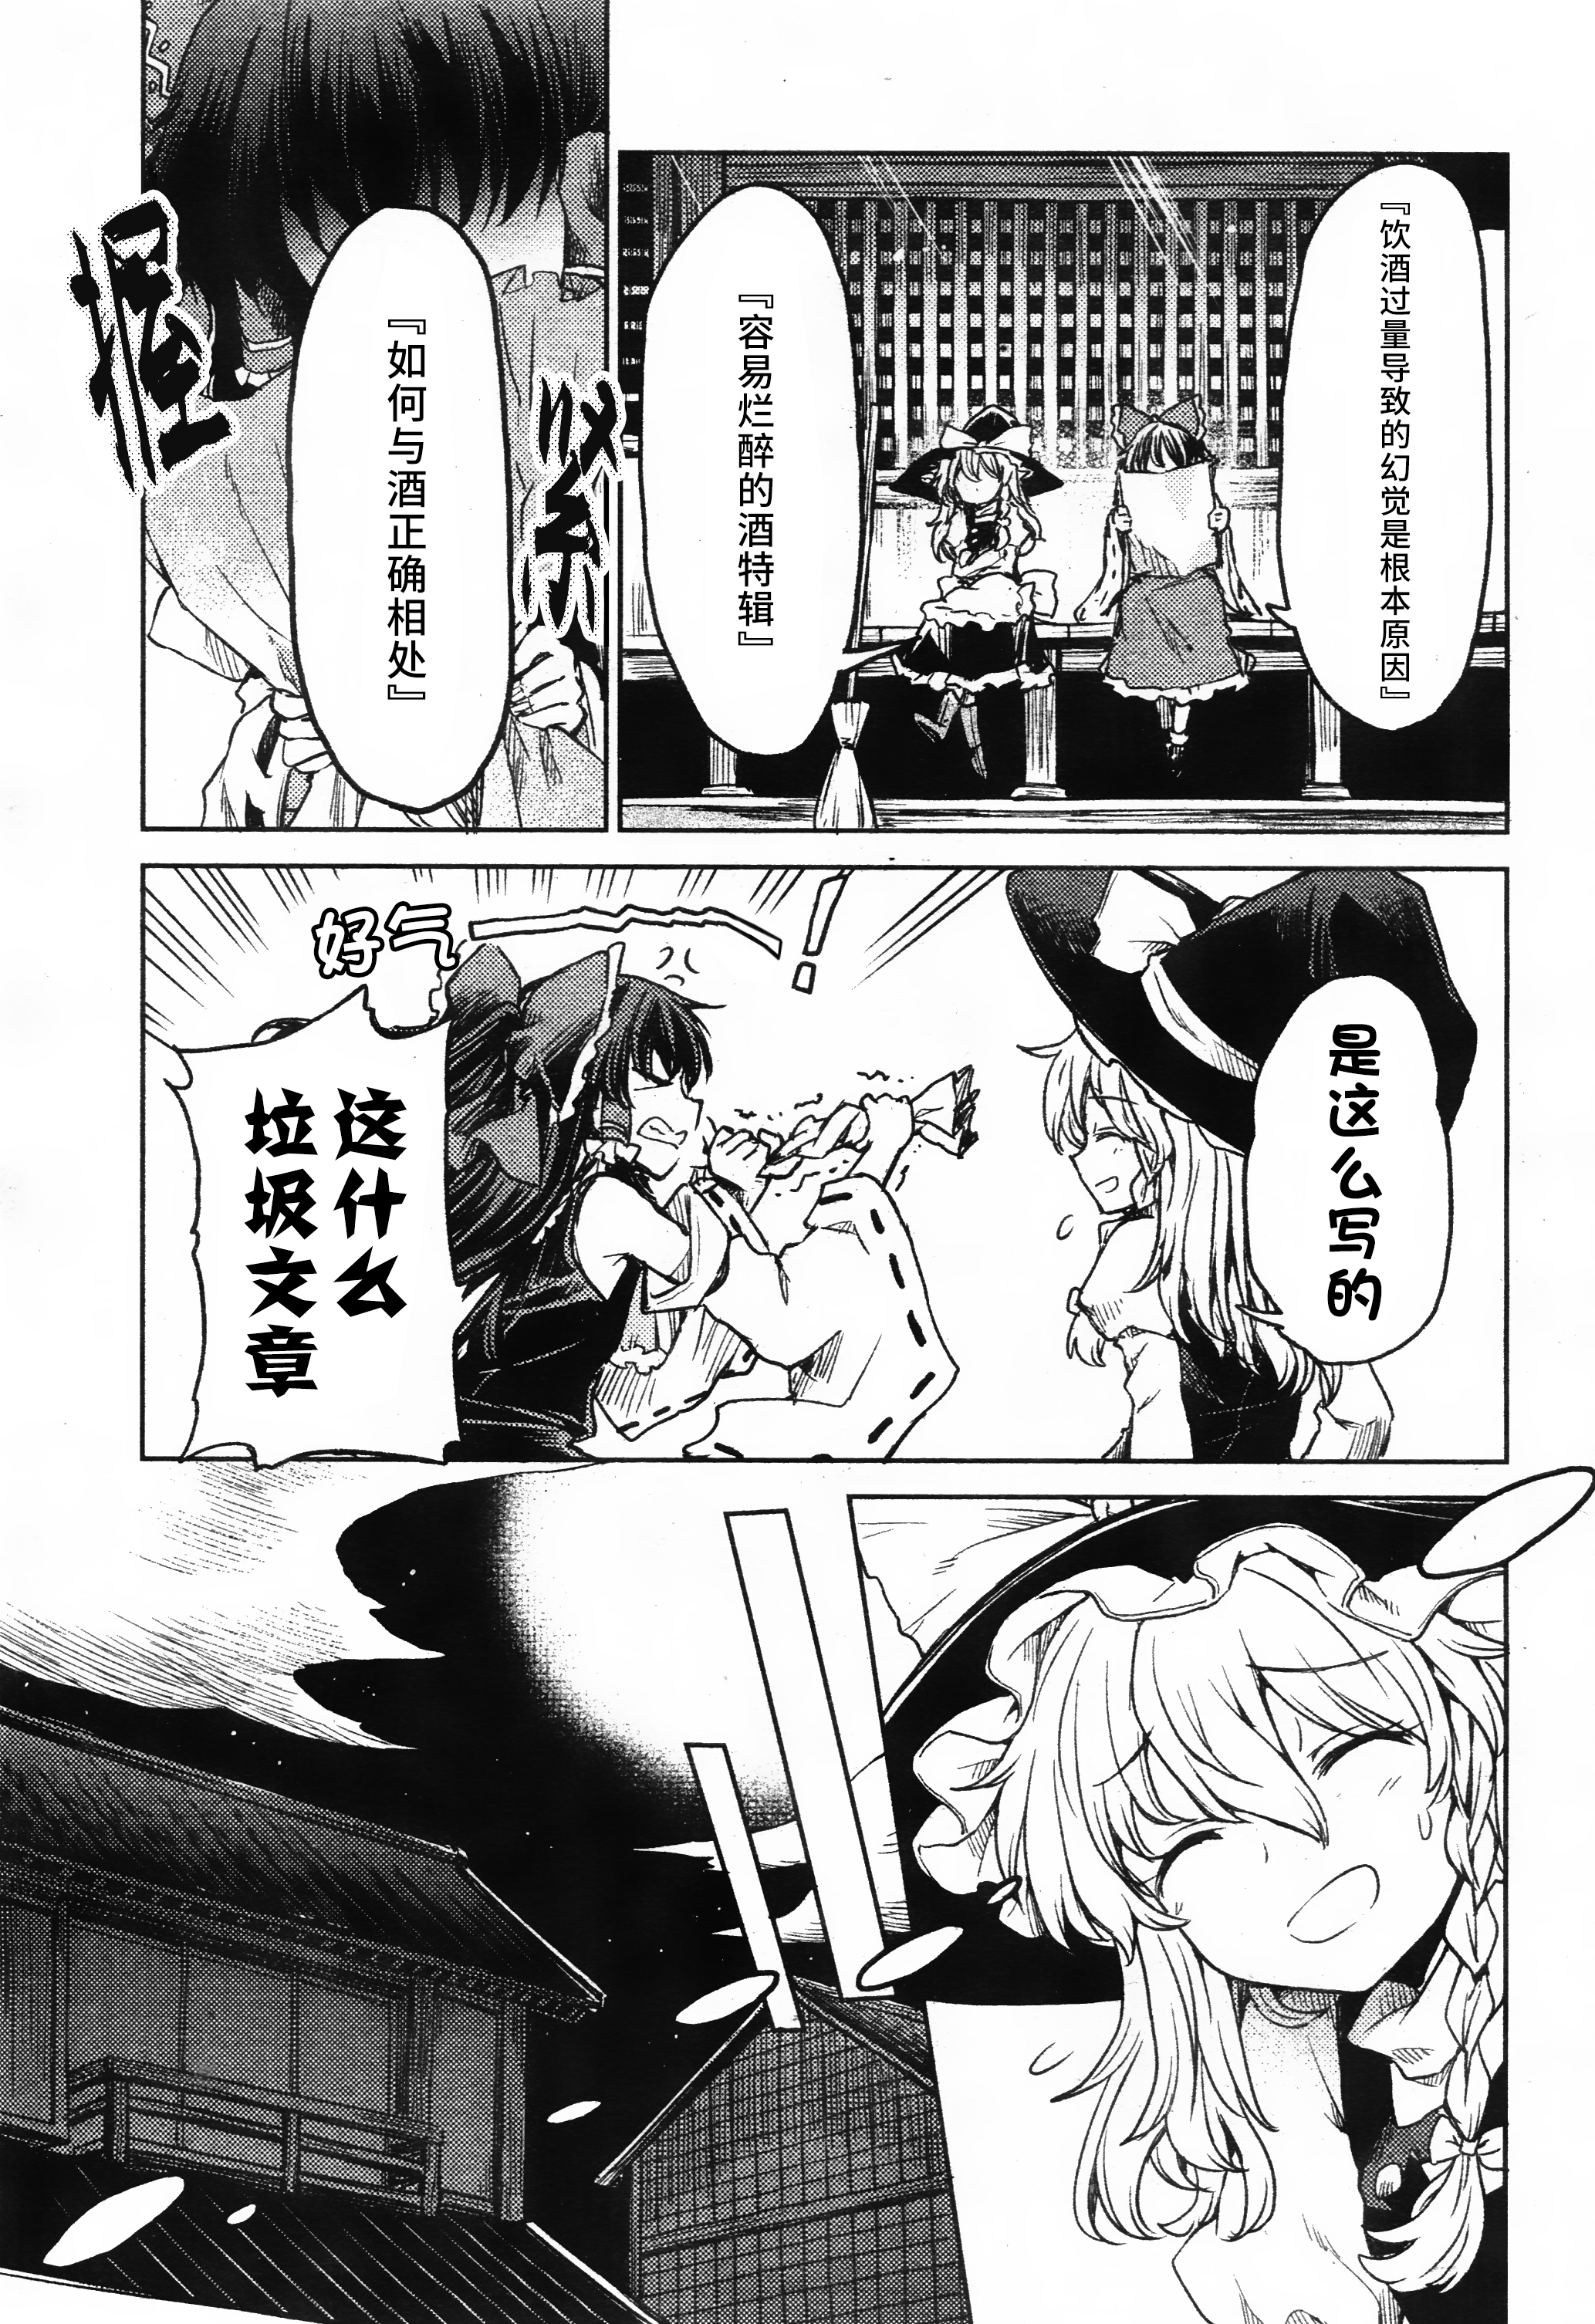 『饮酒过量导致的幻觉是根本原因』
『容易烂醉的酒特辑』
紧
『如何与酒正确相处』
握
是这么写的
好气
这什么
垃圾文章